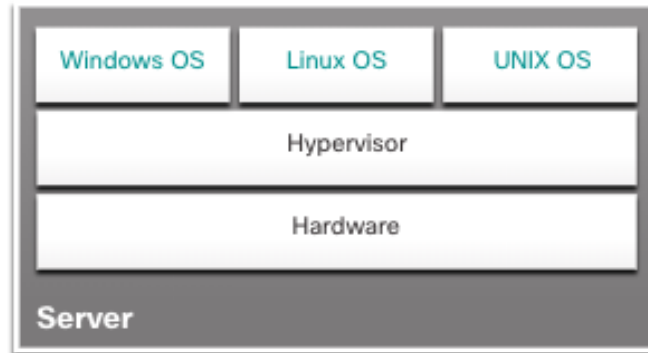 Windows OS Linux OS UNIX OS
Hypervisor
Hardware
Server